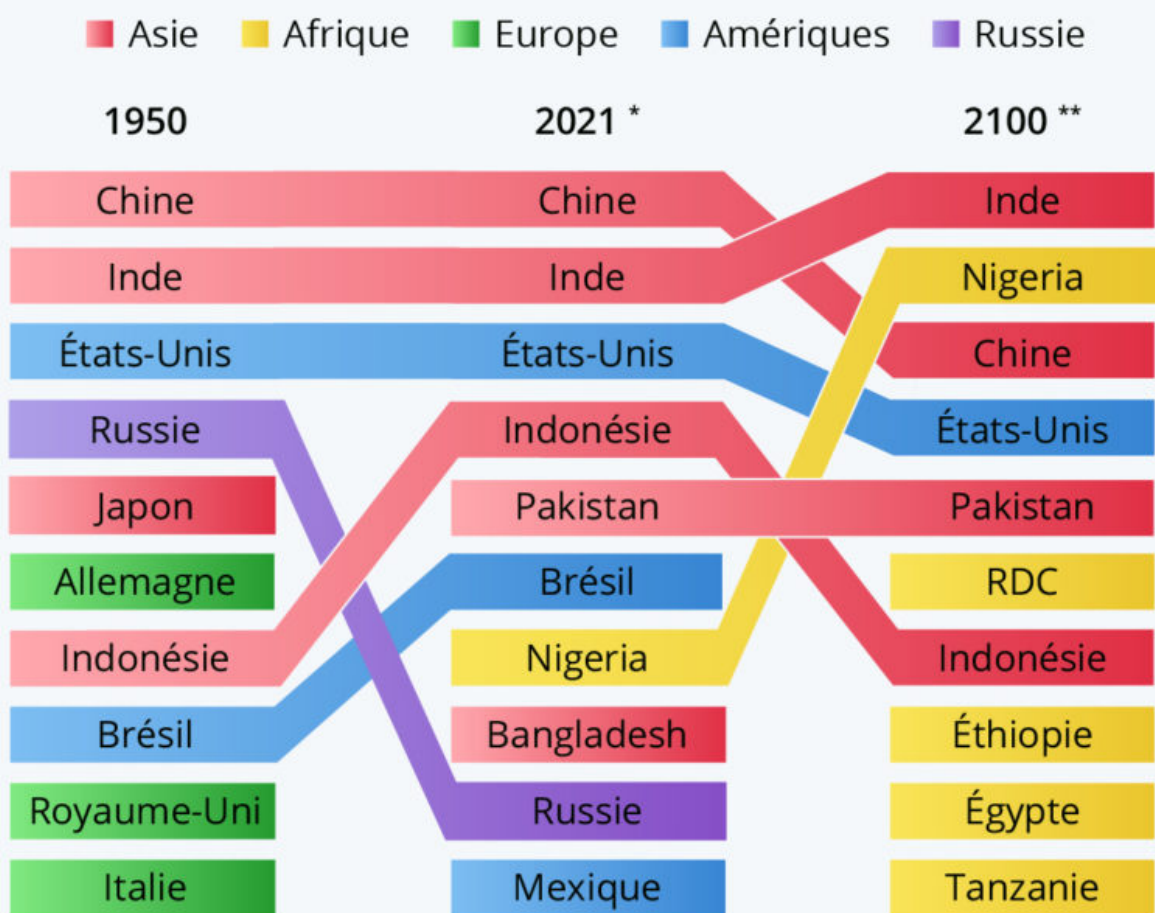 Asie Afrique Europe Amériques Russie
1950 2021 * 2100 **
Chine Chine Inde
Inde Inde Nigeria
États-Unis États-Unis Chine
Russie Indonésie États-Unis
Japon Pakistan Pakistan
Allemagne Brésil RDC
Indonésie Nigeria Indonésie
Brésil Bangladesh Éthiopie
Royaume-Uni Russie Égypte
Italie Mexique Tanzanie